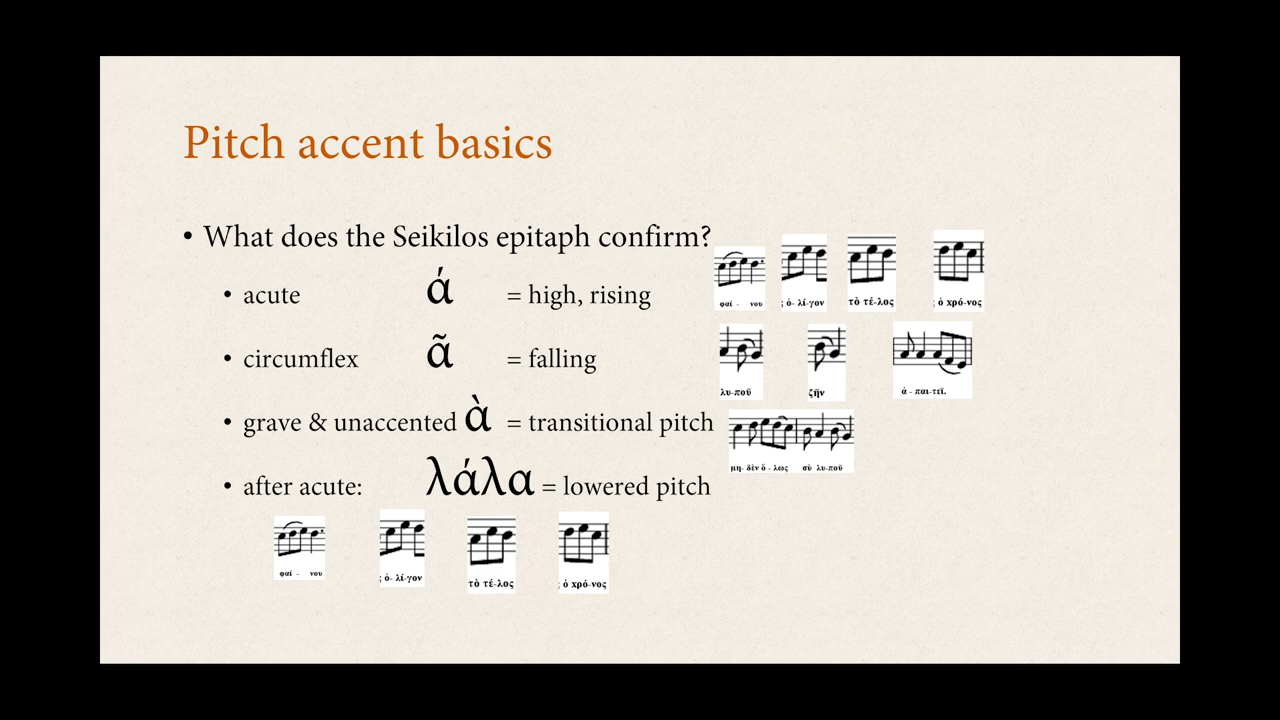 Pitch accent basics
• What does the Seikilos epitaph confirm?
• acute ά = high, rising
φαί - νου ; ὀ- λί-γον τὸ τέ-λος ; ὁ χρό-νος
• circumflex ᾶ = falling
λυ-ποῦ ζῆν ἀ - παι-τεῖ.
• grave & unaccented ὰ = transitional pitch
μη- δὲν ὅ - λως σὺ λυ-ποῦ
• after acute: λάλα = lowered pitch
φαί - νου ; ὀ- λί-γον τὸ τέ-λος ; ὁ χρό-νος